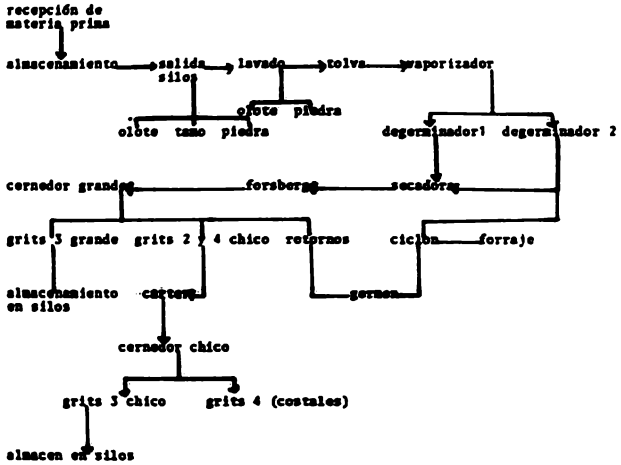 recepción de
materia prima
almacenamiento salida lavado tolva vaporizador
silos
olote piedra
olote tamo piedra degerminador1 degerminador 2
cernedor grande forsberg secadora
grits 3 grande grits 2 y 4 chico retornos ciclon forraje
almacenamiento carter germen
en silos
cernedor chico
grits 3 chico grits 4 (costales)
almacen en silos